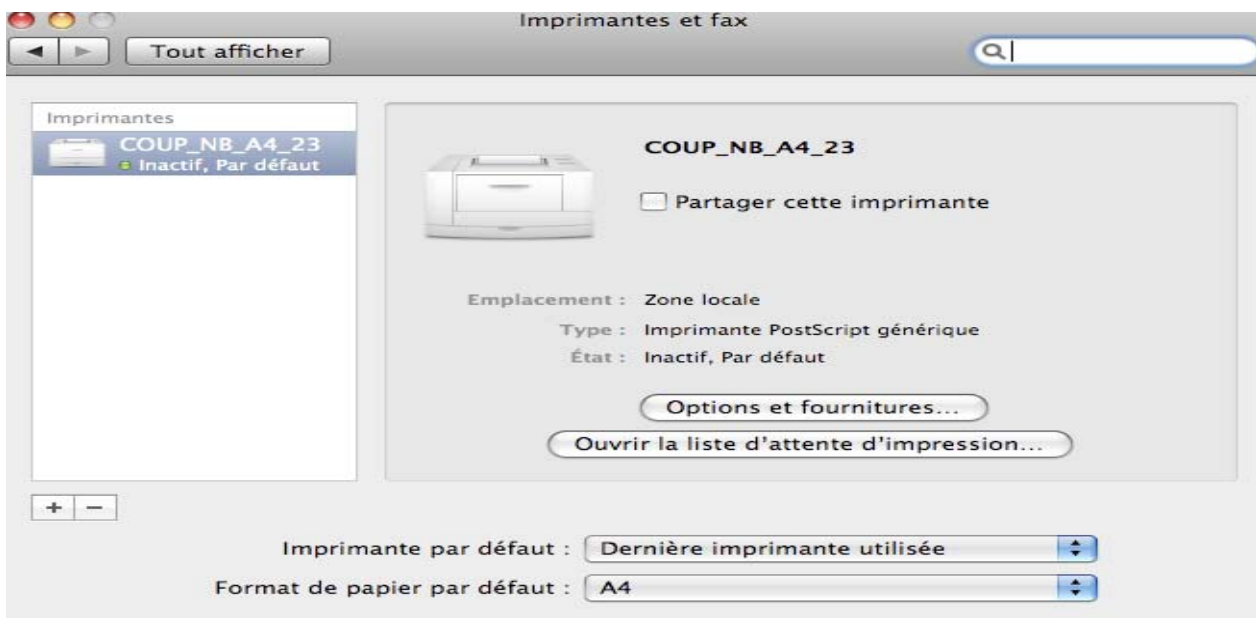 Imprimantes et fax
Tout afficher
Imprimantes
COUP_NB_A4_23
Inactif, Par défaut
COUP_NB_A4_23
Partager cette imprimante
Emplacement : Zone locale
Type : Imprimante PostScript générique
État : Inactif, Par défaut
Options et fournitures...
Ouvrir la liste d'attente d'impression...
+ −
Imprimante par défaut : Dernière imprimante utilisée
Format de papier par défaut : A4